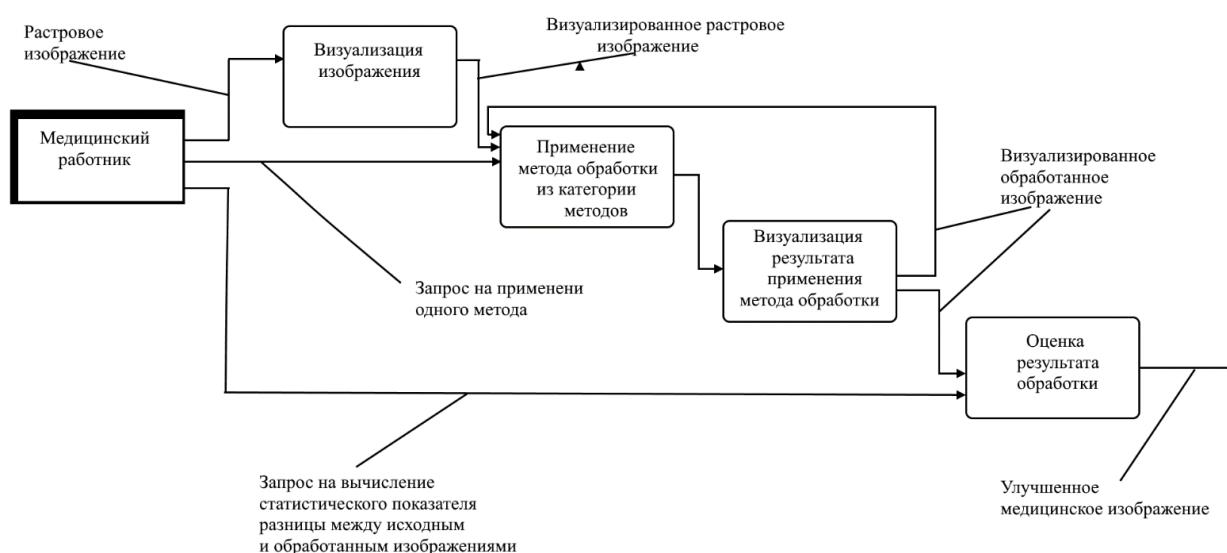 Растровое
изображение
Визуализация
изображения
Визуализированное растровое
изображение
Медицинский
работник
Применение
метода обработки
из категории
методов
Визуализированное
обработанное
изображение
Визуализация
результата
применения
метода обработки
Запрос на применени
одного метода
Оценка
результата
обработки
Запрос на вычисление
статистического показателя
разницы между исходным
и обработанным изображениями
Улучшенное
медицинское изображение